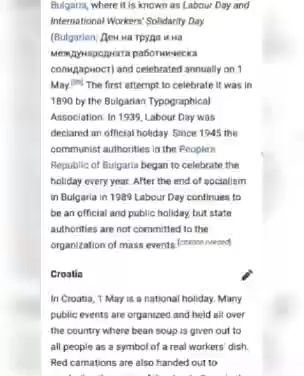 Bulgaria, where it is known as Labour Day and
International Workers' Solidarity Day
(Bulgarian: Ден на труда и на
международната работническа
солидарност) and celebrated annually on 1
May. The first attempt to celebrate it was in
1890 by the Bulgarian Typographical
Association. In 1939, Labour Day was
declared an official holiday. Since 1945 the
communist authorities in the People's
Republic of Bulgaria began to celebrate the
holiday every year. After the end of socialism
in Bulgaria in 1989 Labour Day continues to
be an official and public holiday, but state
authorities are not committed to the
organization of mass events.[citation needed]
Croatia
In Croatia, 1 May is a national holiday. Many
public events are organized and held all over
the country where bean soup is given out to
all people as a symbol of a real workers' dish.
Red carnations are also handed out to